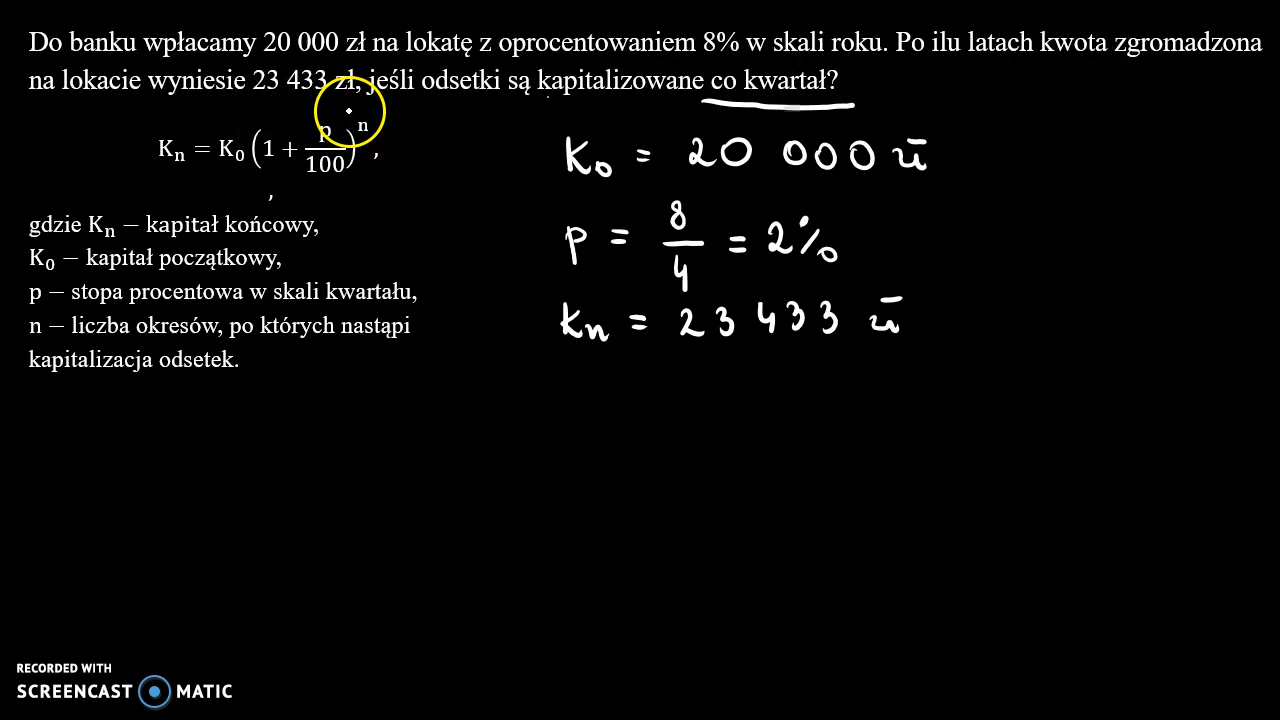 Do banku wpłacamy 20 000 zł na lokatę z oprocentowaniem 8% w skali roku. Po ilu latach kwota zgromadzona
na lokacie wyniesie 23 433 zł, jeśli odsetki są kapitalizowane co kwartał?
Kₙ = K₀ (1 + p/100)ⁿ,
,
gdzie Kₙ – kapitał końcowy,
K₀ – kapitał początkowy,
p – stopa procentowa w skali kwartału,
n – liczba okresów, po których nastąpi
kapitalizacja odsetek.
K₀ = 20 000 zł
p = 8/4 = 2%
Kₙ = 23 433 zł
RECORDED WITH
SCREENCAST MATIC